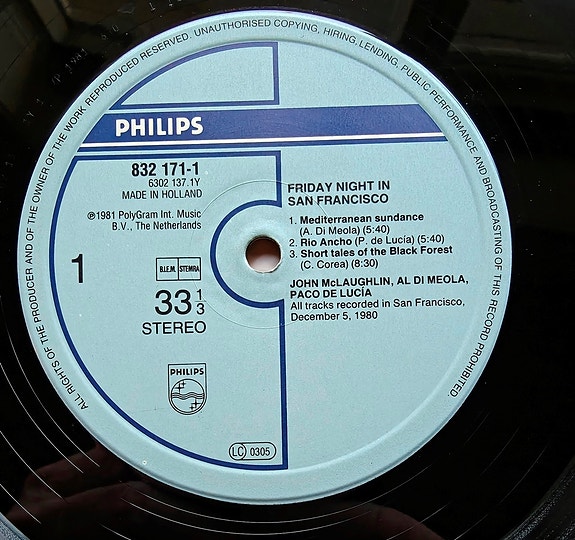 ALL RIGHTS OF THE PRODUCER AND OF THE OWNER OF THE WORK REPRODUCED RESERVED. UNAUTHORISED COPYING, HIRING, LENDING, PUBLIC PERFORMANCE AND BROADCASTING OF THIS RECORD PROHIBITED.
PHILIPS
832 171-1
6302 137.1Y
MADE IN HOLLAND
℗1981 PolyGram Int. Music
B.V., The Netherlands
1
B.I.E.M. STEMRA
33 1/3
STEREO
PHILIPS
LC 0305
FRIDAY NIGHT IN
SAN FRANCISCO
1. Mediterranean sundance
(A. Di Meola) (5:40)
2. Rio Ancho (P. de Lucía) (5:40)
3. Short tales of the Black Forest
(C. Corea) (8:30)
JOHN McLAUGHLIN, AL DI MEOLA,
PACO DE LUCÍA
All tracks recorded in San Francisco,
December 5, 1980